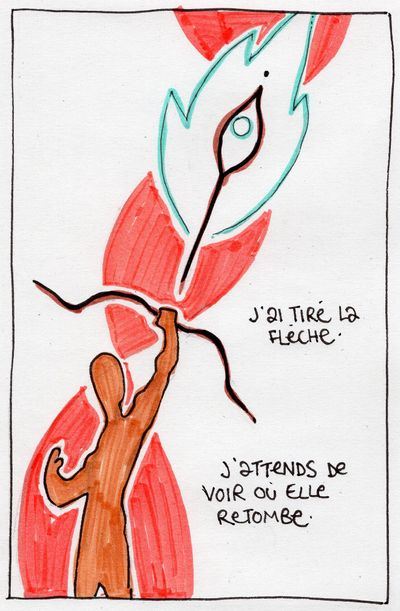 J'ai tiré la
flèche.
J'attends de
voir où elle
retombe.